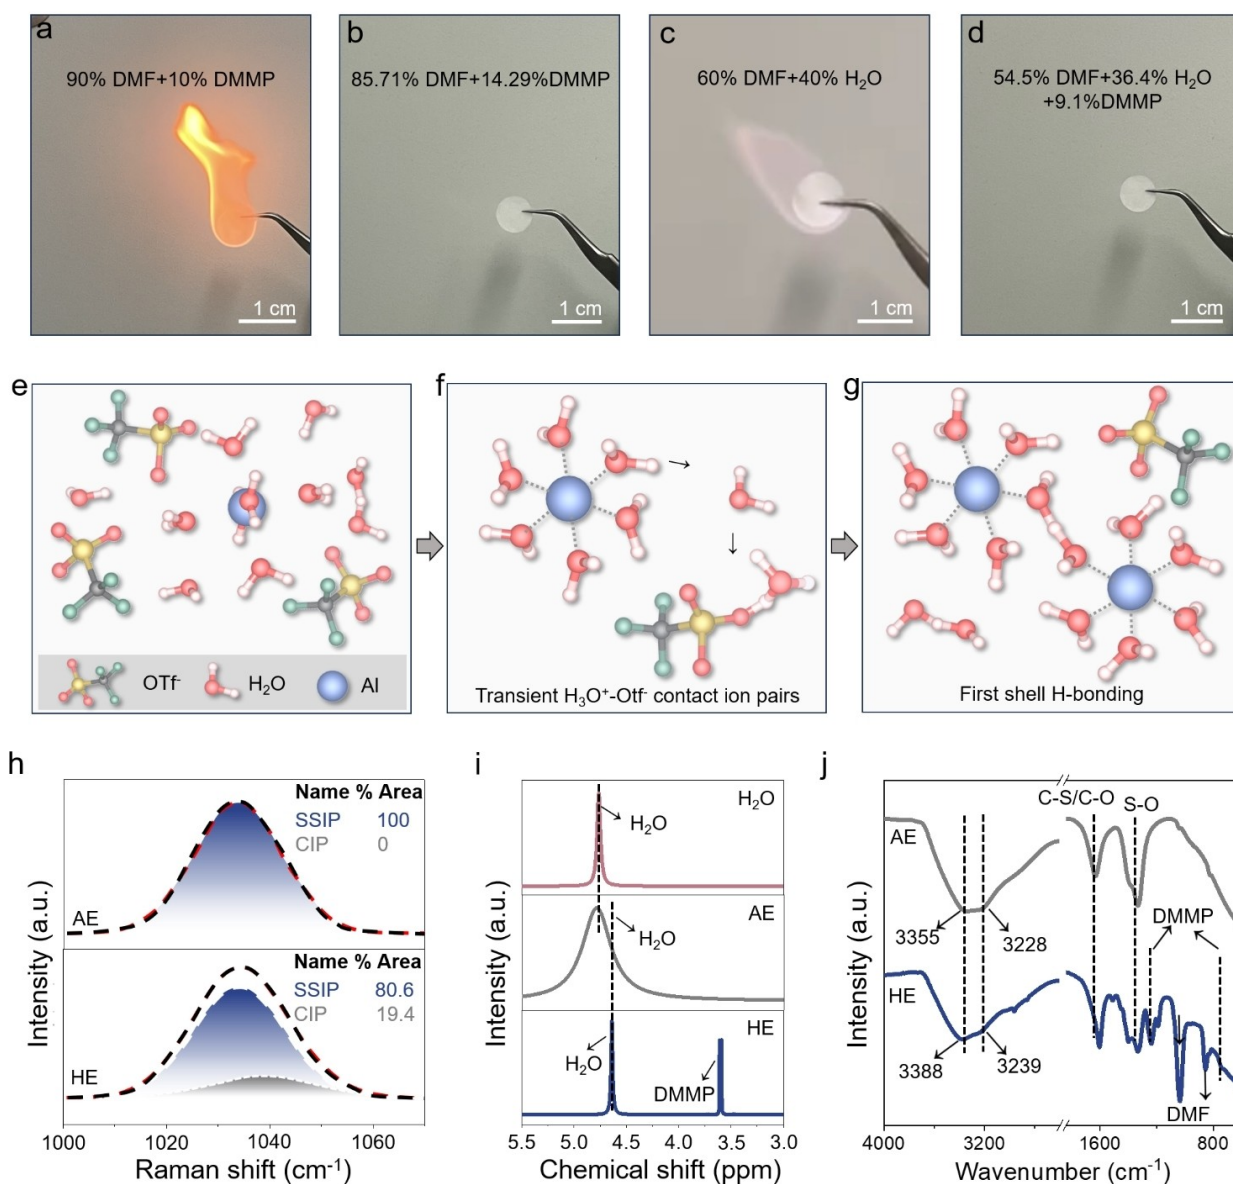 a
90% DMF+10% DMMP
1 cm
b
85.71% DMF+14.29%DMMP
1 cm
c
60% DMF+40% H₂O
1 cm
d
54.5% DMF+36.4% H₂O
+9.1%DMMP
1 cm
e
OTf⁻
H₂O
Al
f
Transient H₃O⁺-Otf⁻ contact ion pairs
g
First shell H-bonding
h
Intensity (a.u.)
Name % Area
SSIP 100
CIP 0
AE
Name % Area
SSIP 80.6
CIP 19.4
HE
1000 1020 1040 1060
Raman shift (cm⁻¹)
i
Intensity (a.u.)
H₂O
H₂O
AE
H₂O
HE
H₂O
DMMP
5.5 5.0 4.5 4.0 3.5 3.0
Chemical shift (ppm)
j
Intensity (a.u.)
C-S/C-O
S-O
AE
3355
3228
DMMP
HE
3388
3239
DMF
4000 3200 1600 800
Wavenumber (cm⁻¹)